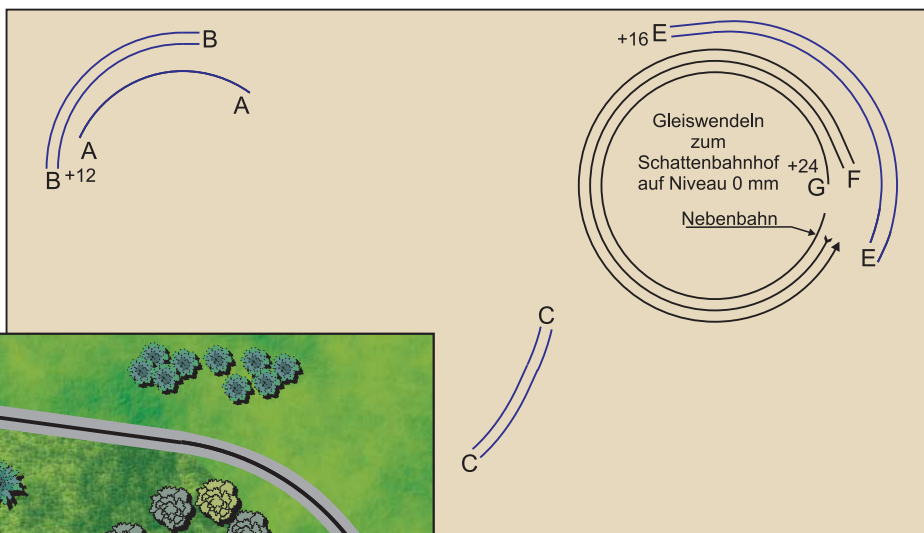 B
A
A
B +12
+16 E
Gleiswendeln
zum
Schattenbahnhof
auf Niveau 0 mm
+24
G
F
Nebenbahn
E
C
C